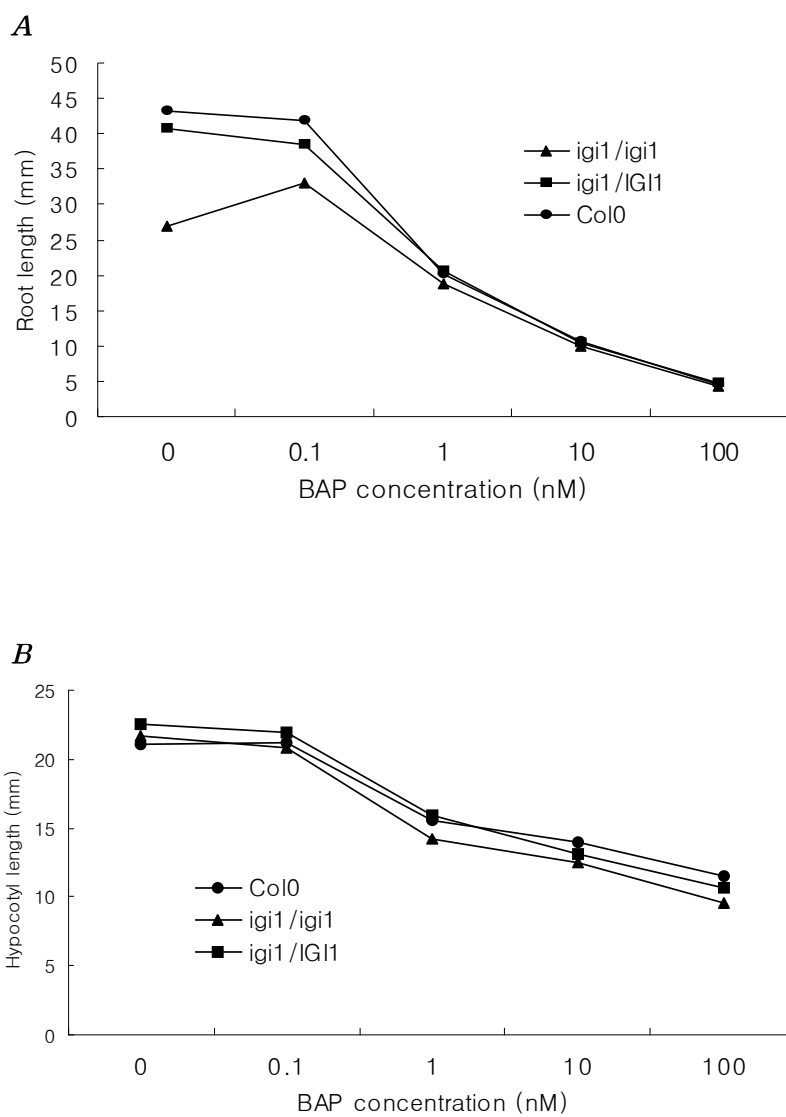 A
50
45
40
35
30
25
20
15
10
5
0
Root length (mm)
igi1/igi1
igi1/IGI1
Col0
0 0.1 1 10 100
BAP concentration (nM)
B
25
20
15
10
5
0
Hypocotyl length (mm)
Col0
igi1/igi1
igi1/IGI1
0 0.1 1 10 100
BAP concentration (nM)